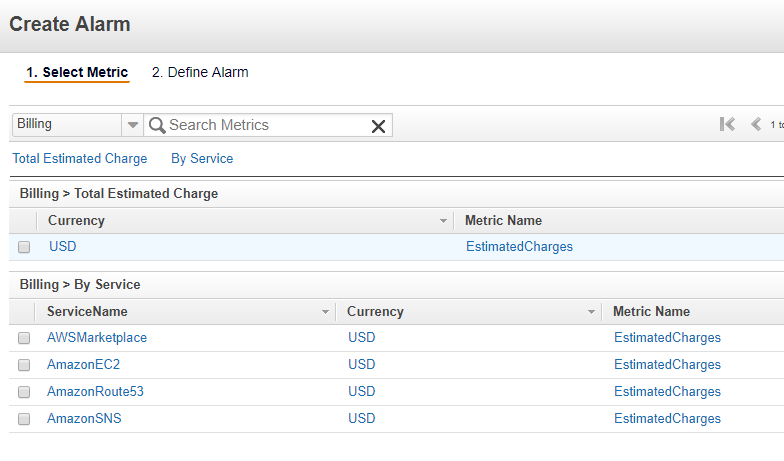 Create Alarm
1. Select Metric 2. Define Alarm
Billing Search Metrics 1 to
Total Estimated Charge By Service
Billing > Total Estimated Charge
Currency Metric Name
USD EstimatedCharges
Billing > By Service
ServiceName Currency Metric Name
AWSMarketplace USD EstimatedCharges
AmazonEC2 USD EstimatedCharges
AmazonRoute53 USD EstimatedCharges
AmazonSNS USD EstimatedCharges